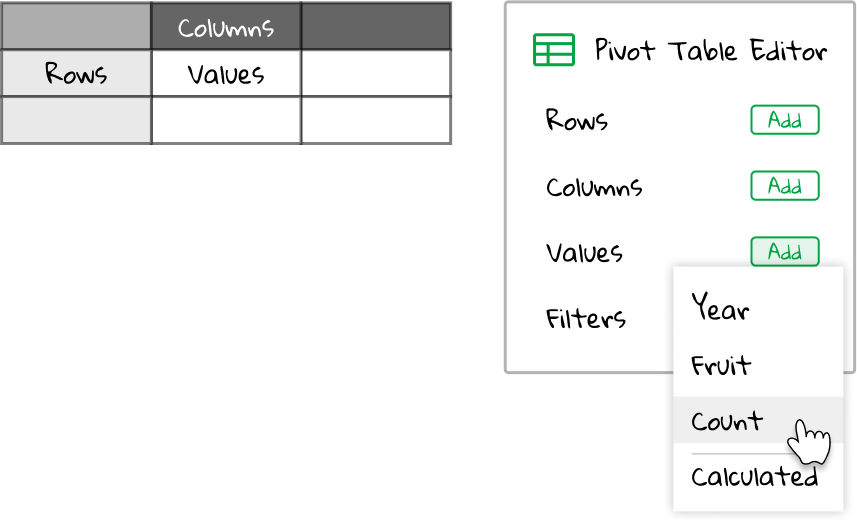 Columns
Rows Values
Pivot Table Editor
Rows Add
Columns Add
Values Add
Filters
Year
Fruit
Count
Calculated